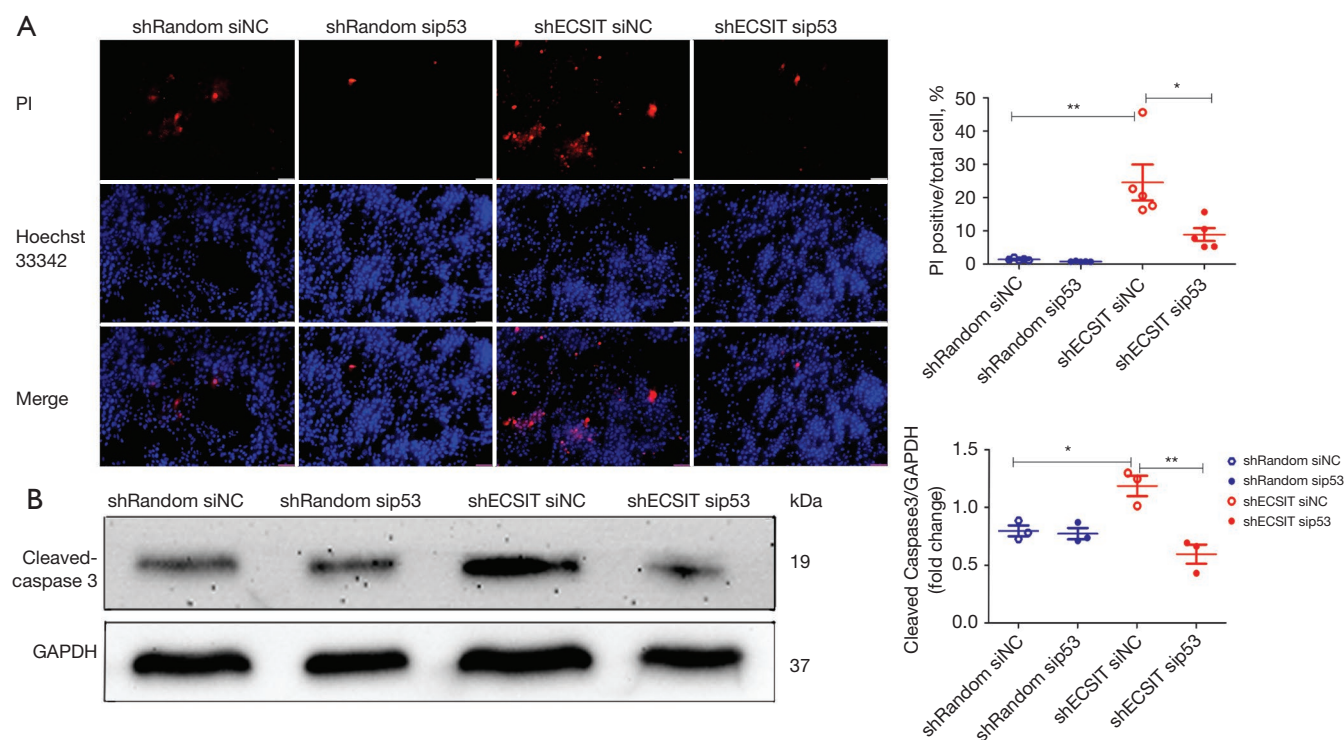 A
shRandom siNC shRandom sip53 shECSIT siNC shECSIT sip53
PI
Hoechst
33342
Merge
PI positive/total cell, %
50
40
30
20
10
0
**
*
shRandom siNC
shRandom sip53
shECSIT siNC
shECSIT sip53
B
shRandom siNC shRandom sip53 shECSIT siNC shECSIT sip53 kDa
Cleaved-
caspase 3
19
GAPDH
37
Cleaved Caspase3/GAPDH
(fold change)
1.5
1.0
0.5
0.0
*
**
shRandom siNC
shRandom sip53
shECSIT siNC
shECSIT sip53
shRandom siNC
shRandom sip53
shECSIT siNC
shECSIT sip53